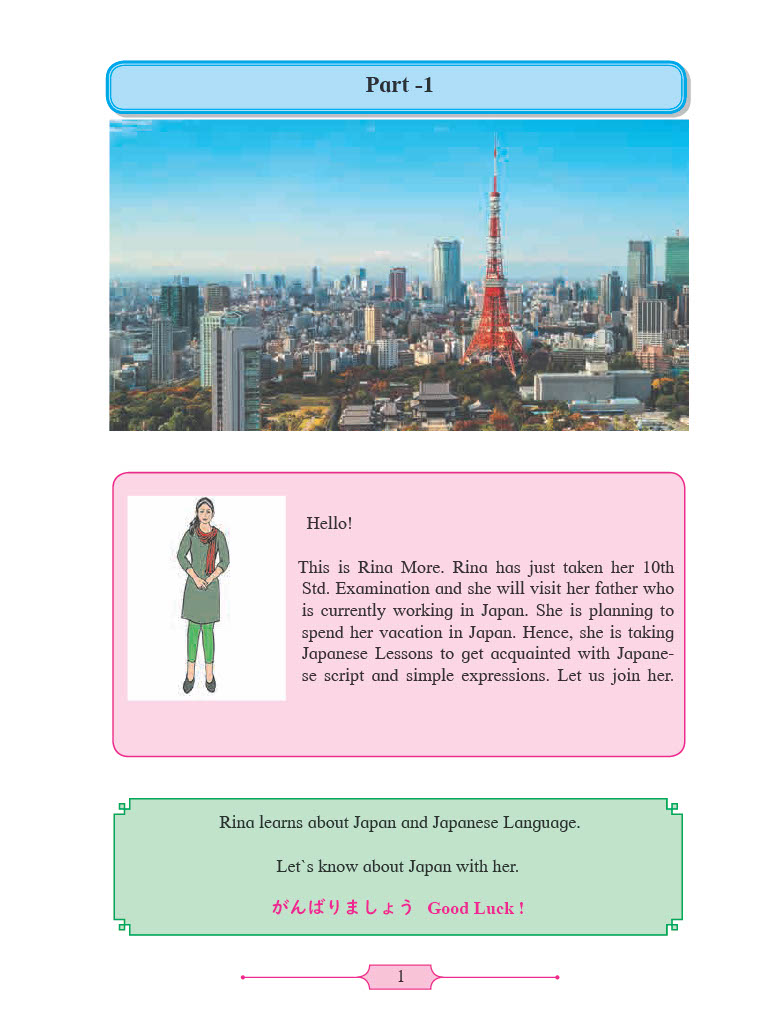 Part -1
Hello!
This is Rina More. Rina has just taken her 10th
Std. Examination and she will visit her father who
is currently working in Japan. She is planning to
spend her vacation in Japan. Hence, she is taking
Japanese Lessons to get acquainted with Japane-
se script and simple expressions. Let us join her.
Rina learns about Japan and Japanese Language.
Let`s know about Japan with her.
がんばりましょう Good Luck !
1